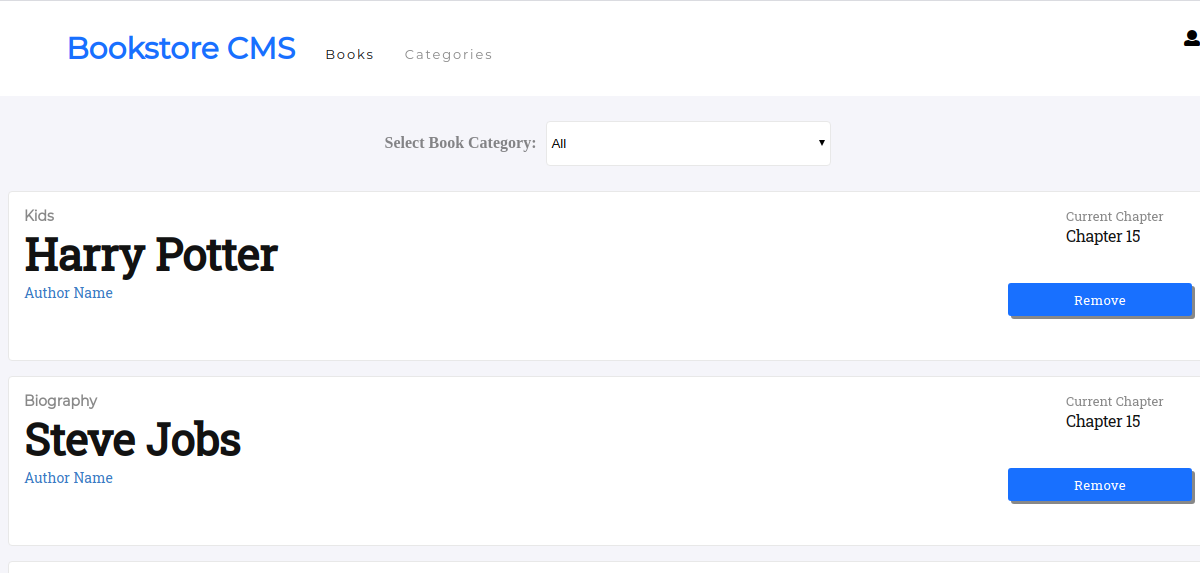 Bookstore CMS
Books
Categories
Select Book Category:
All
Kids
Harry Potter
Author Name
Current Chapter
Chapter 15
Remove
Biography
Steve Jobs
Author Name
Current Chapter
Chapter 15
Remove